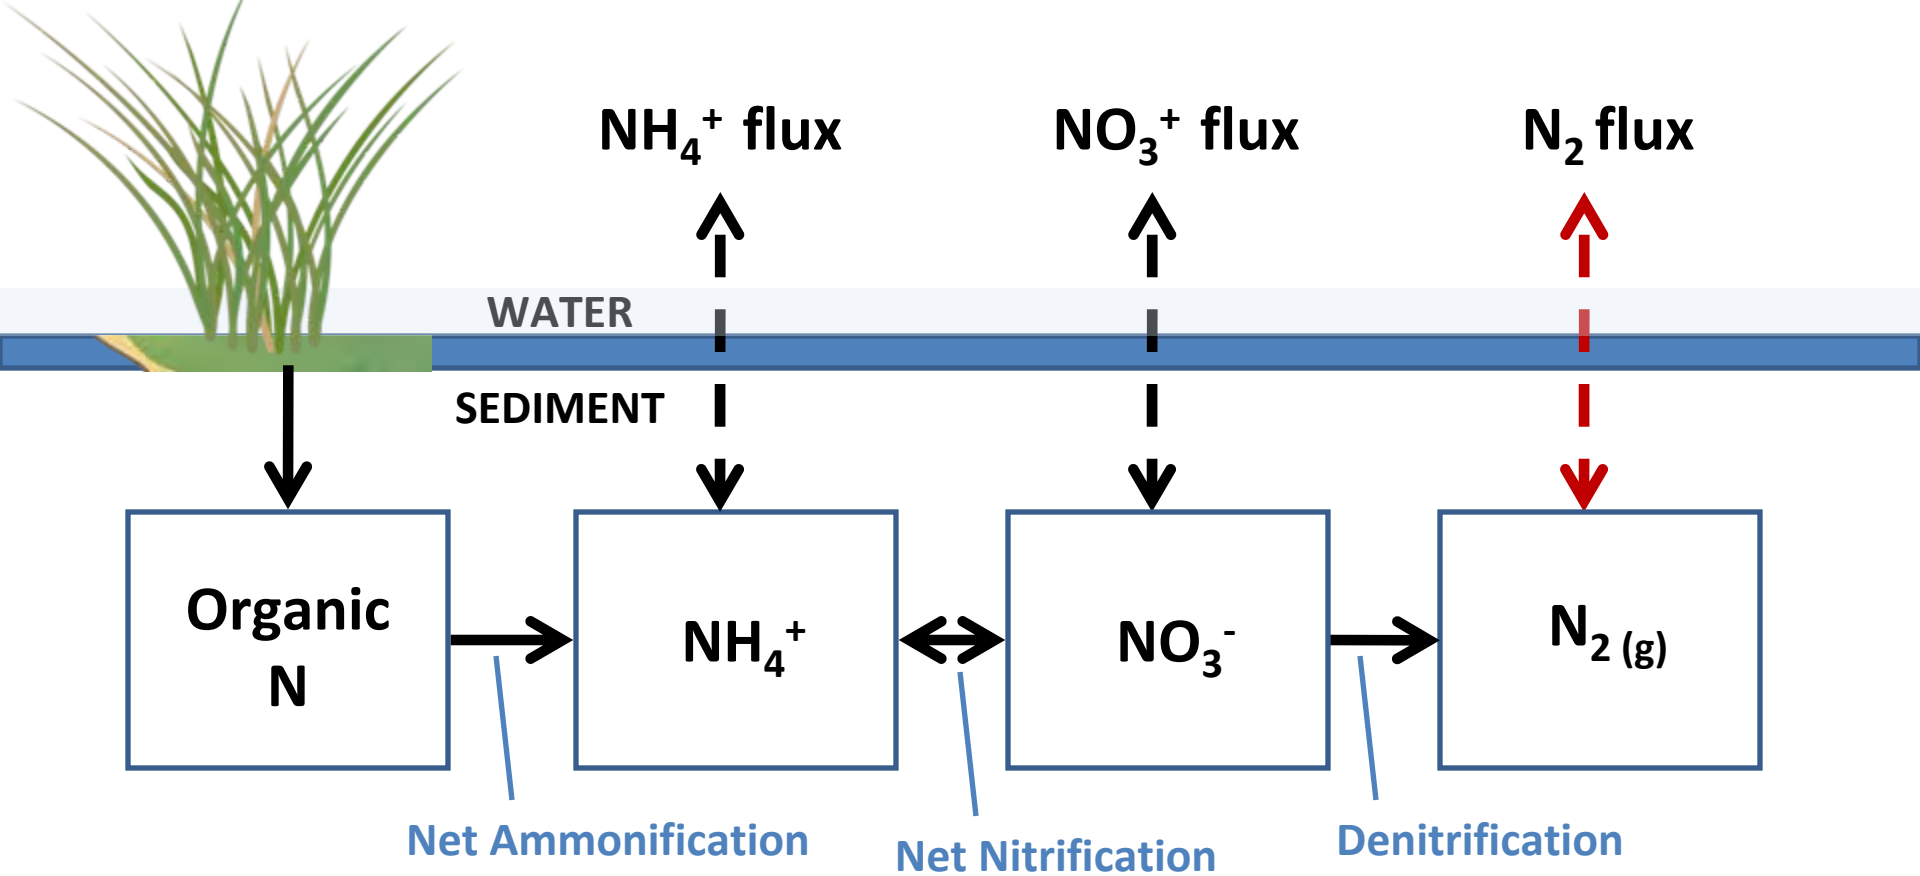 NH₄⁺ flux
NO₃⁺ flux
N₂ flux
WATER
SEDIMENT
Organic
N
NH₄⁺
NO₃⁻
N₂ (g)
Net Ammonification
Net Nitrification
Denitrification